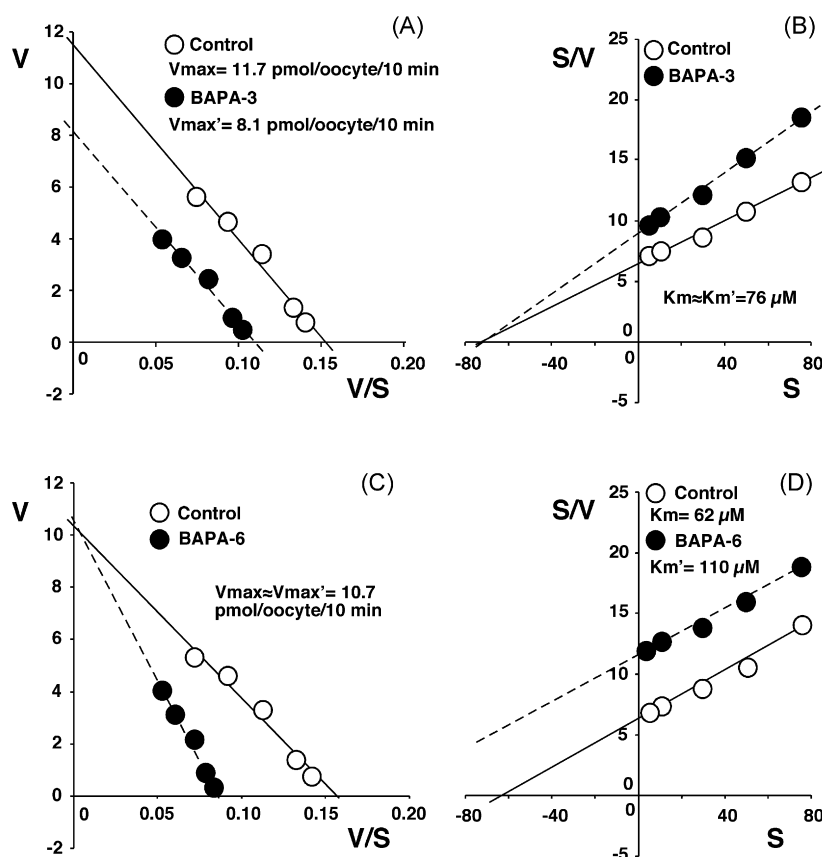 (A)
V
12
10
8
6
4
2
0
-2
Control
Vmax= 11.7 pmol/oocyte/10 min
BAPA-3
Vmax’= 8.1 pmol/oocyte/10 min
0 0.05 0.10 0.15 0.20
V/S
(B)
S/V
25
20
15
10
5
0
-5
Control
BAPA-3
Km≈Km’=76 µM
-80 -40 0 40 80
S
(C)
V
12
10
8
6
4
2
0
-2
Control
BAPA-6
Vmax≈Vmax’= 10.7
pmol/oocyte/10 min
0 0.05 0.10 0.15 0.20
V/S
(D)
S/V
25
20
15
10
5
0
-5
Control
Km= 62 µM
BAPA-6
Km’= 110 µM
-80 -40 0 40 80
S